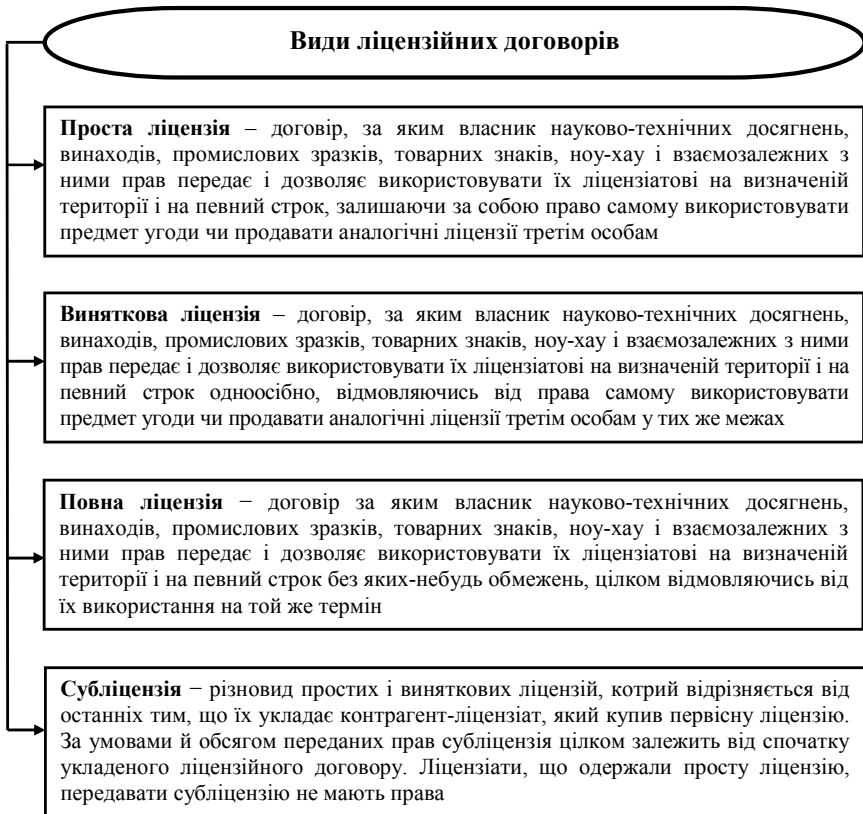 Види ліцензійних договорів
Проста ліцензія – договір, за яким власник науково-технічних досягнень,
винаходів, промислових зразків, товарних знаків, ноу-хау і взаємозалежних з
ними прав передає і дозволяє використовувати їх ліцензіатові на визначеній
території і на певний строк, залишаючи за собою право самому використовувати
предмет угоди чи продавати аналогічні ліцензії третім особам
Виняткова ліцензія – договір, за яким власник науково-технічних досягнень,
винаходів, промислових зразків, товарних знаків, ноу-хау і взаємозалежних з ними
прав передає і дозволяє використовувати їх ліцензіатові на визначеній території і на
певний строк одноосібно, відмовляючись від права самому використовувати
предмет угоди чи продавати аналогічні ліцензії третім особам у тих же межах
Повна ліцензія − договір за яким власник науково-технічних досягнень,
винаходів, промислових зразків, товарних знаків, ноу-хау і взаємозалежних з
ними прав передає і дозволяє використовувати їх ліцензіатові на визначеній
території і на певний строк без яких-небудь обмежень, цілком відмовляючись від
їх використання на той же термін
Субліцензія − різновид простих і виняткових ліцензій, котрий відрізняється від
останніх тим, що їх укладає контрагент-ліцензіат, який купив первісну ліцензію.
За умовами й обсягом переданих прав субліцензія цілком залежить від спочатку
укладеного ліцензійного договору. Ліцензіати, що одержали просту ліцензію,
передавати субліцензію не мають права